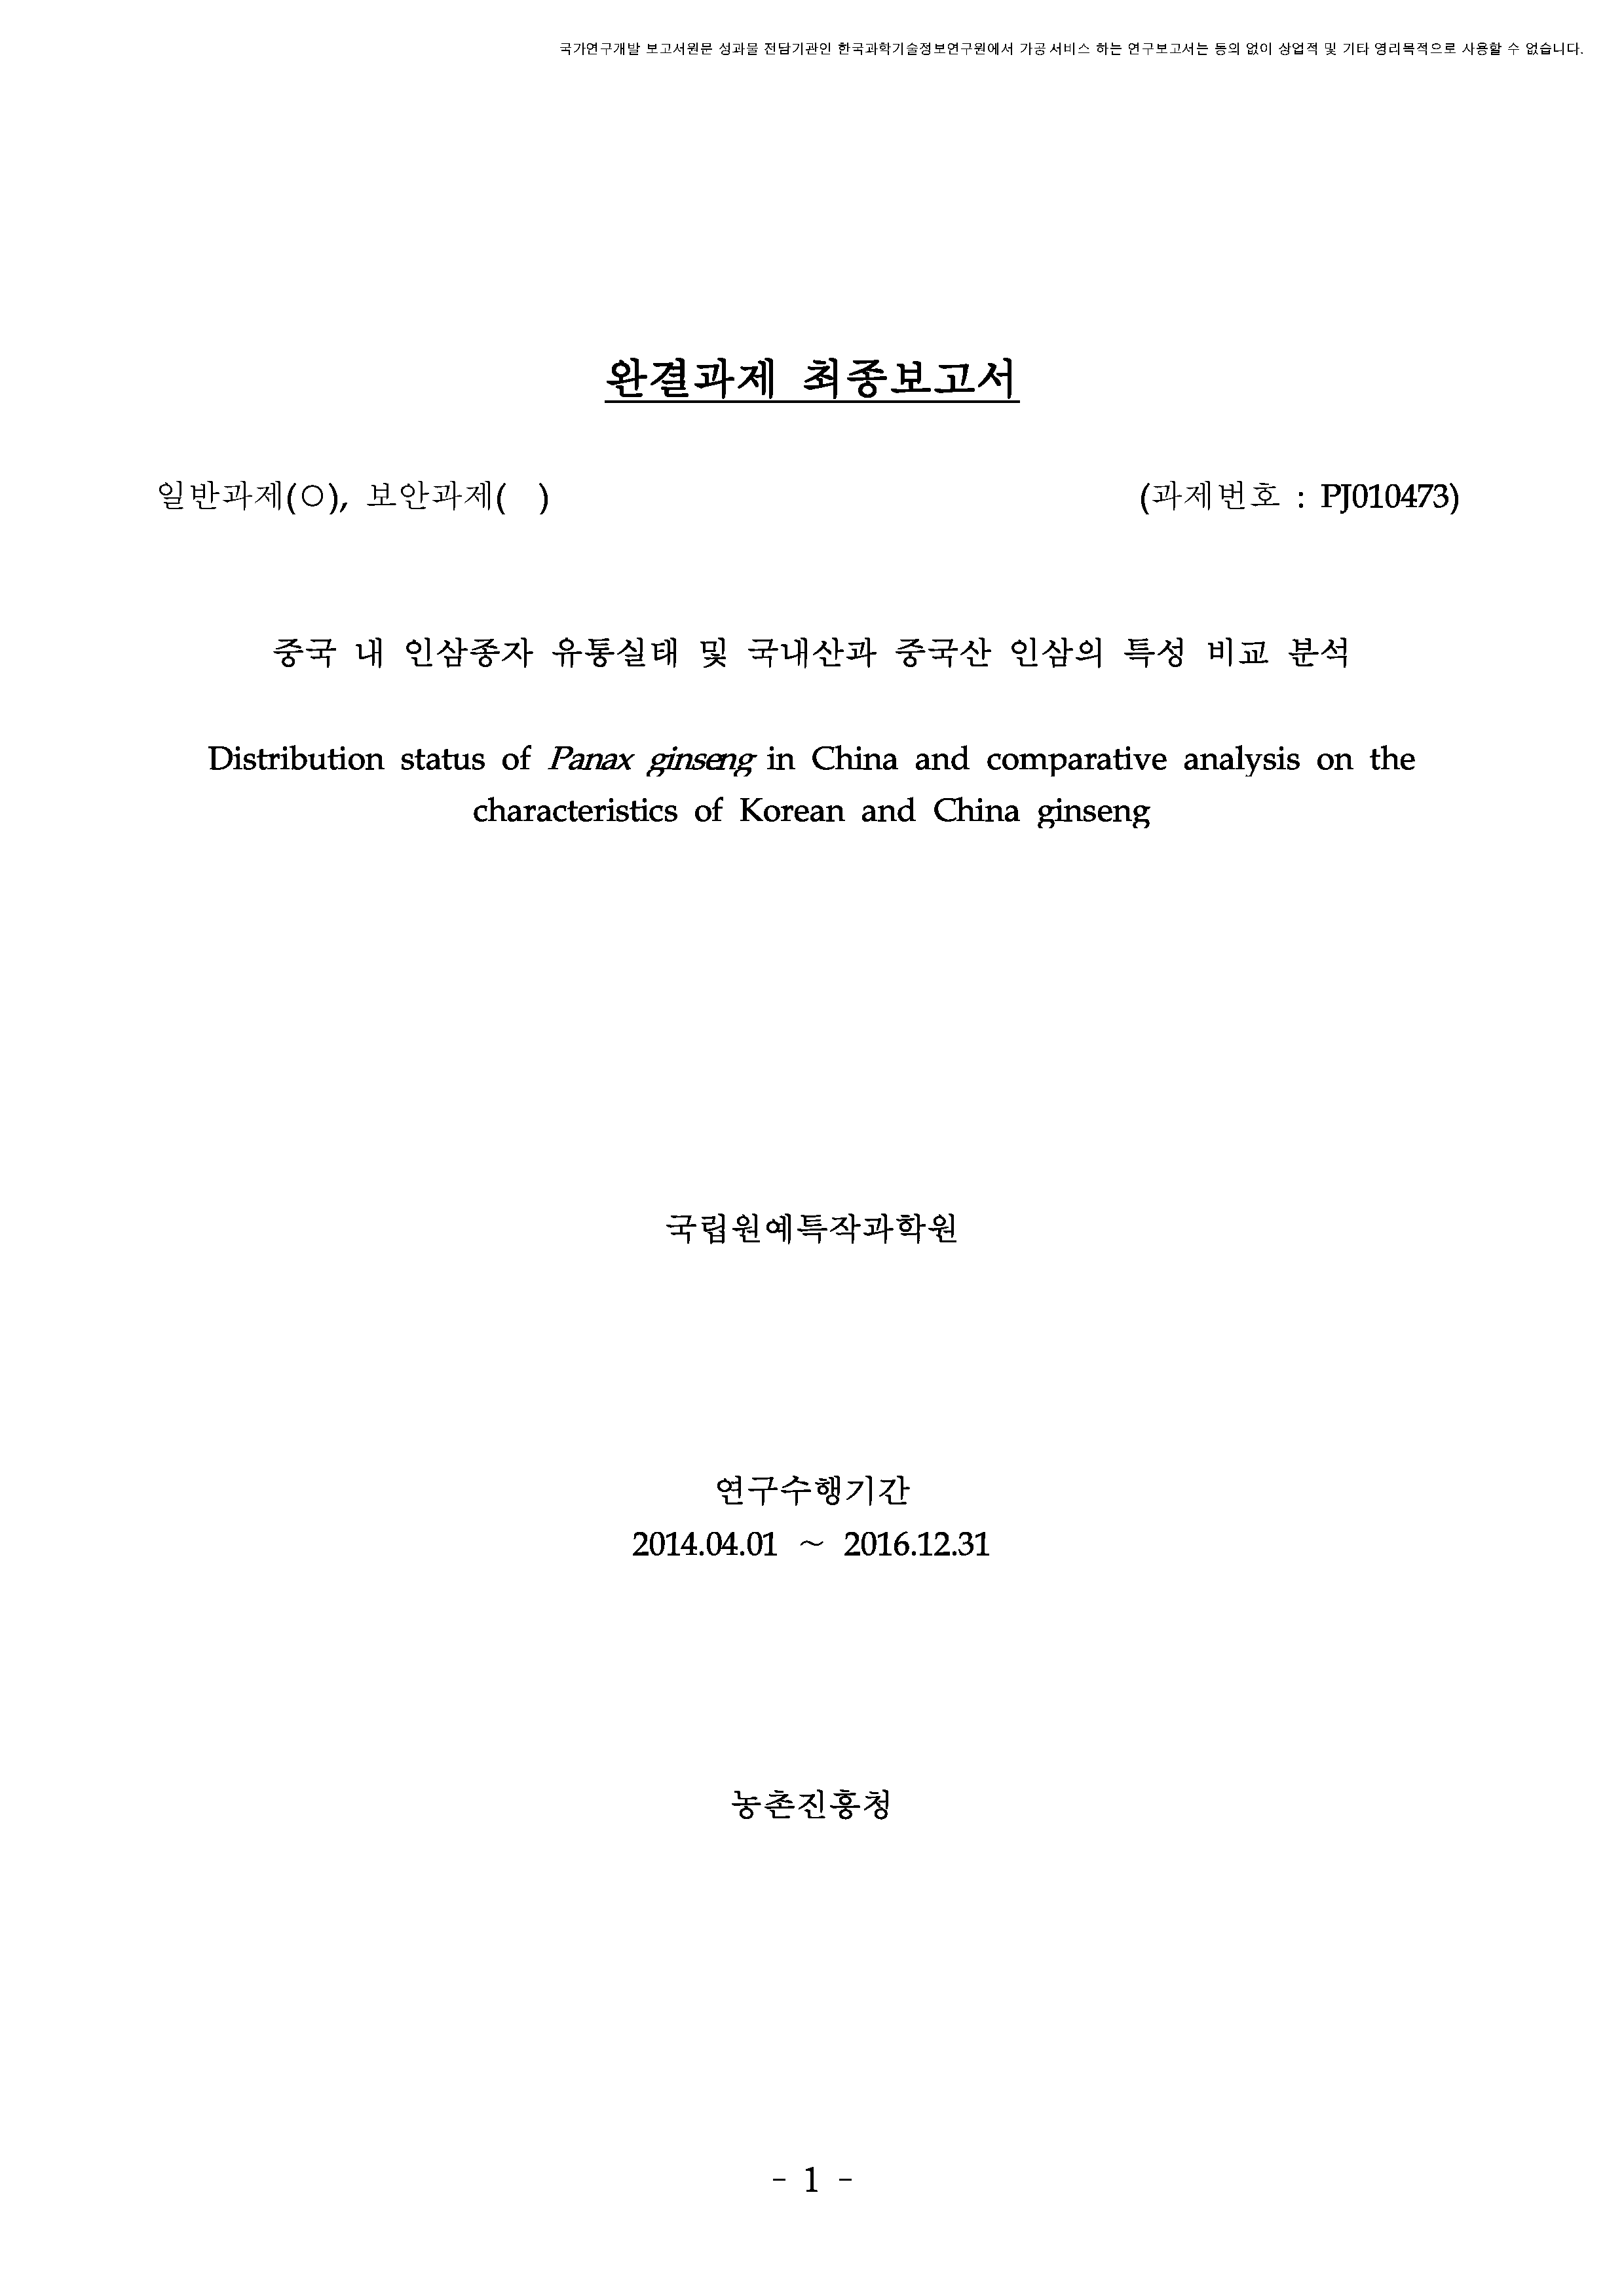 국가연구개발 보고서원문 성과물 전담기관인 한국과학기술정보연구원에서 가공·서비스 하는 연구보고서는 동의 없이 상업적 및 기타 영리목적으로 사용할 수 없습니다.
완결과제 최종보고서
일반과제(○), 보안과제( ) (과제번호 : PJ010473)
중국 내 인삼종자 유통실태 및 국내산과 중국산 인삼의 특성 비교 분석
Distribution status of Panax ginseng in China and comparative analysis on the
characteristics of Korean and China ginseng
국립원예특작과학원
연구수행기간
2014.04.01 ~ 2016.12.31
농촌진흥청
- 1 -